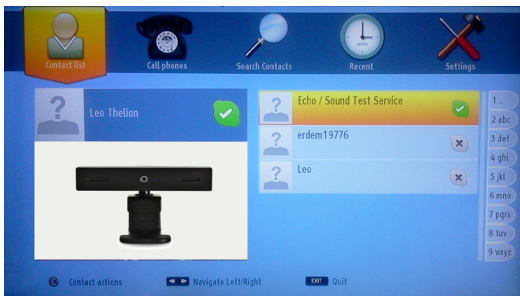 Contact list
Call phones
Search Contacts
Recent
Settings
Leo Thelion
Echo / Sound Test Service
erdem19776
Leo
1 ..
2 abc
3 def
4 ghi
5 jkl
6 mno
7 pqrs
8 tuv
9 wxyz
OK Contact actions
Navigate Left/Right
EXIT Quit